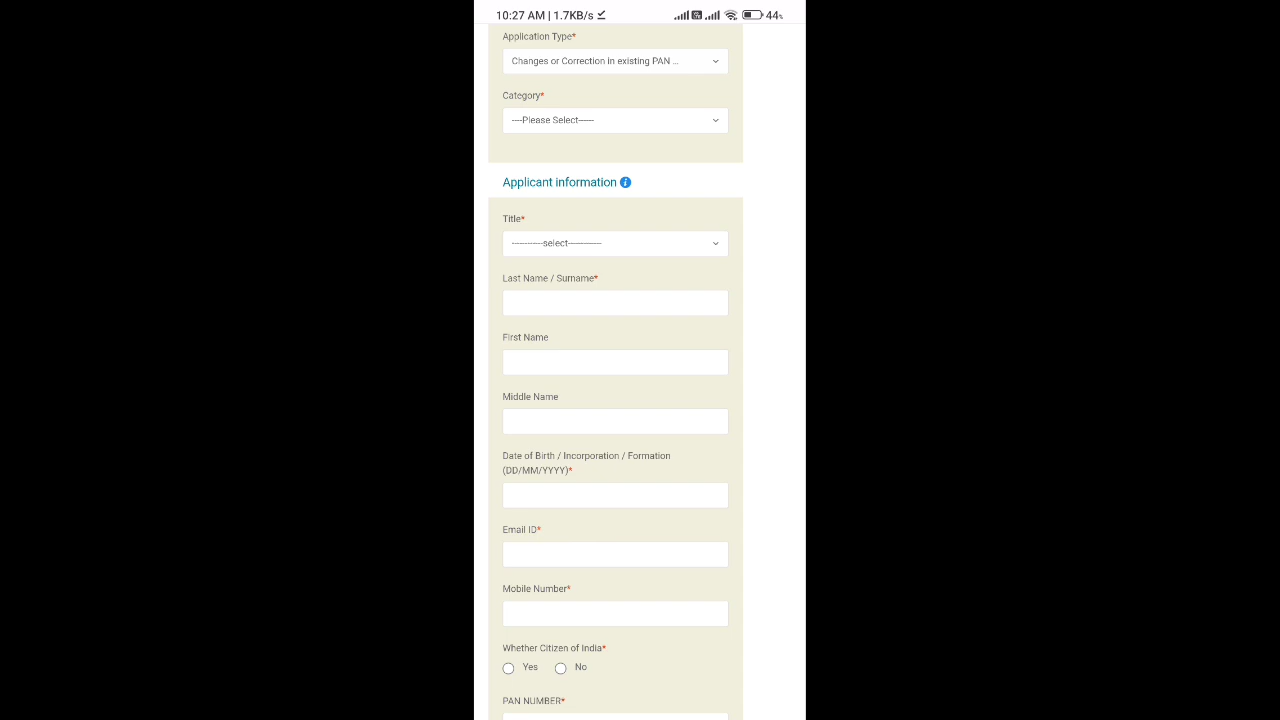 10:27 AM | 1.7KB/s
44%
Application Type*
Changes or Correction in existing PAN ...
Category*
----Please Select------
Applicant information
Title*
------------select-------------
Last Name / Surname*
First Name
Middle Name
Date of Birth / Incorporation / Formation
(DD/MM/YYYY)*
Email ID*
Mobile Number*
Whether Citizen of India*
Yes No
PAN NUMBER*